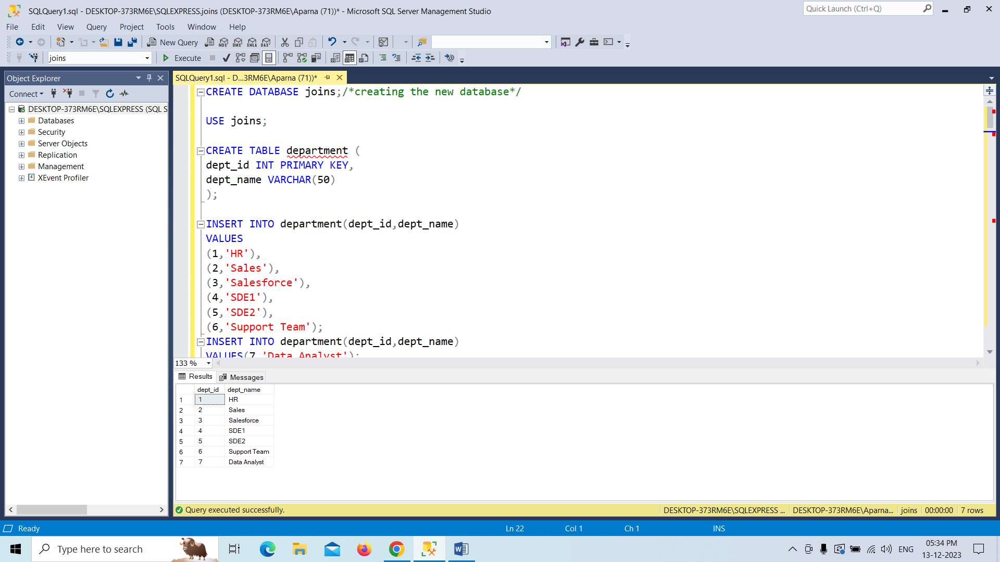 SQLQuery1.sql - DESKTOP-373RM6E\SQLEXPRESS.joins (DESKTOP-373RM6E\Aparna (71))* - Microsoft SQL Server Management Studio
Quick Launch (Ctrl+Q)
File Edit View Query Project Tools Window Help
New Query MDX DMX XMLA DAX
joins Execute
Object Explorer
SQLQuery1.sql - D...3RM6E\Aparna (71))*
Connect
DESKTOP-373RM6E\SQLEXPRESS (SQL S
Databases
Security
Server Objects
Replication
Management
XEvent Profiler
CREATE DATABASE joins;/*creating the new database*/
USE joins;
CREATE TABLE department (
dept_id INT PRIMARY KEY,
dept_name VARCHAR(50)
);
INSERT INTO department(dept_id,dept_name)
VALUES
(1,'HR'),
(2,'Sales'),
(3,'Salesforce'),
(4,'SDE1'),
(5,'SDE2'),
(6,'Support Team');
INSERT INTO department(dept_id,dept_name)
VALUES(7,'Data Analyst');
133 %
Results Messages
dept_id dept_name
1 1 HR
2 2 Sales
3 3 Salesforce
4 4 SDE1
5 5 SDE2
6 6 Support Team
7 7 Data Analyst
Query executed successfully. DESKTOP-373RM6E\SQLEXPRESS ... DESKTOP-373RM6E\Aparna... joins 00:00:00 7 rows
Ready Ln 22 Col 1 Ch 1 INS
Type here to search
ENG
05:34 PM
13-12-2023